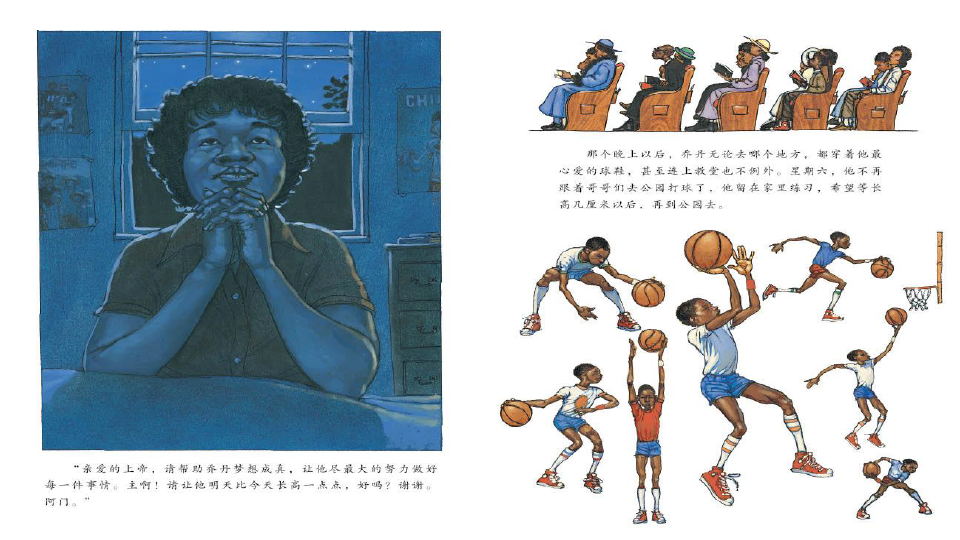 CHI
“亲爱的上帝，请帮助乔丹梦想成真，让他尽最大的努力做好
每一件事情。主啊！请让他明天比今天长高一点点，好吗？谢谢。
阿门。”
那个晚上以后，乔丹无论去哪个地方，都穿着他最
心爱的球鞋，甚至连上教堂也不例外。星期六，他不再
跟着哥哥们去公园打球了，他留在家里练习，希望等长
高几厘米以后，再到公园去。